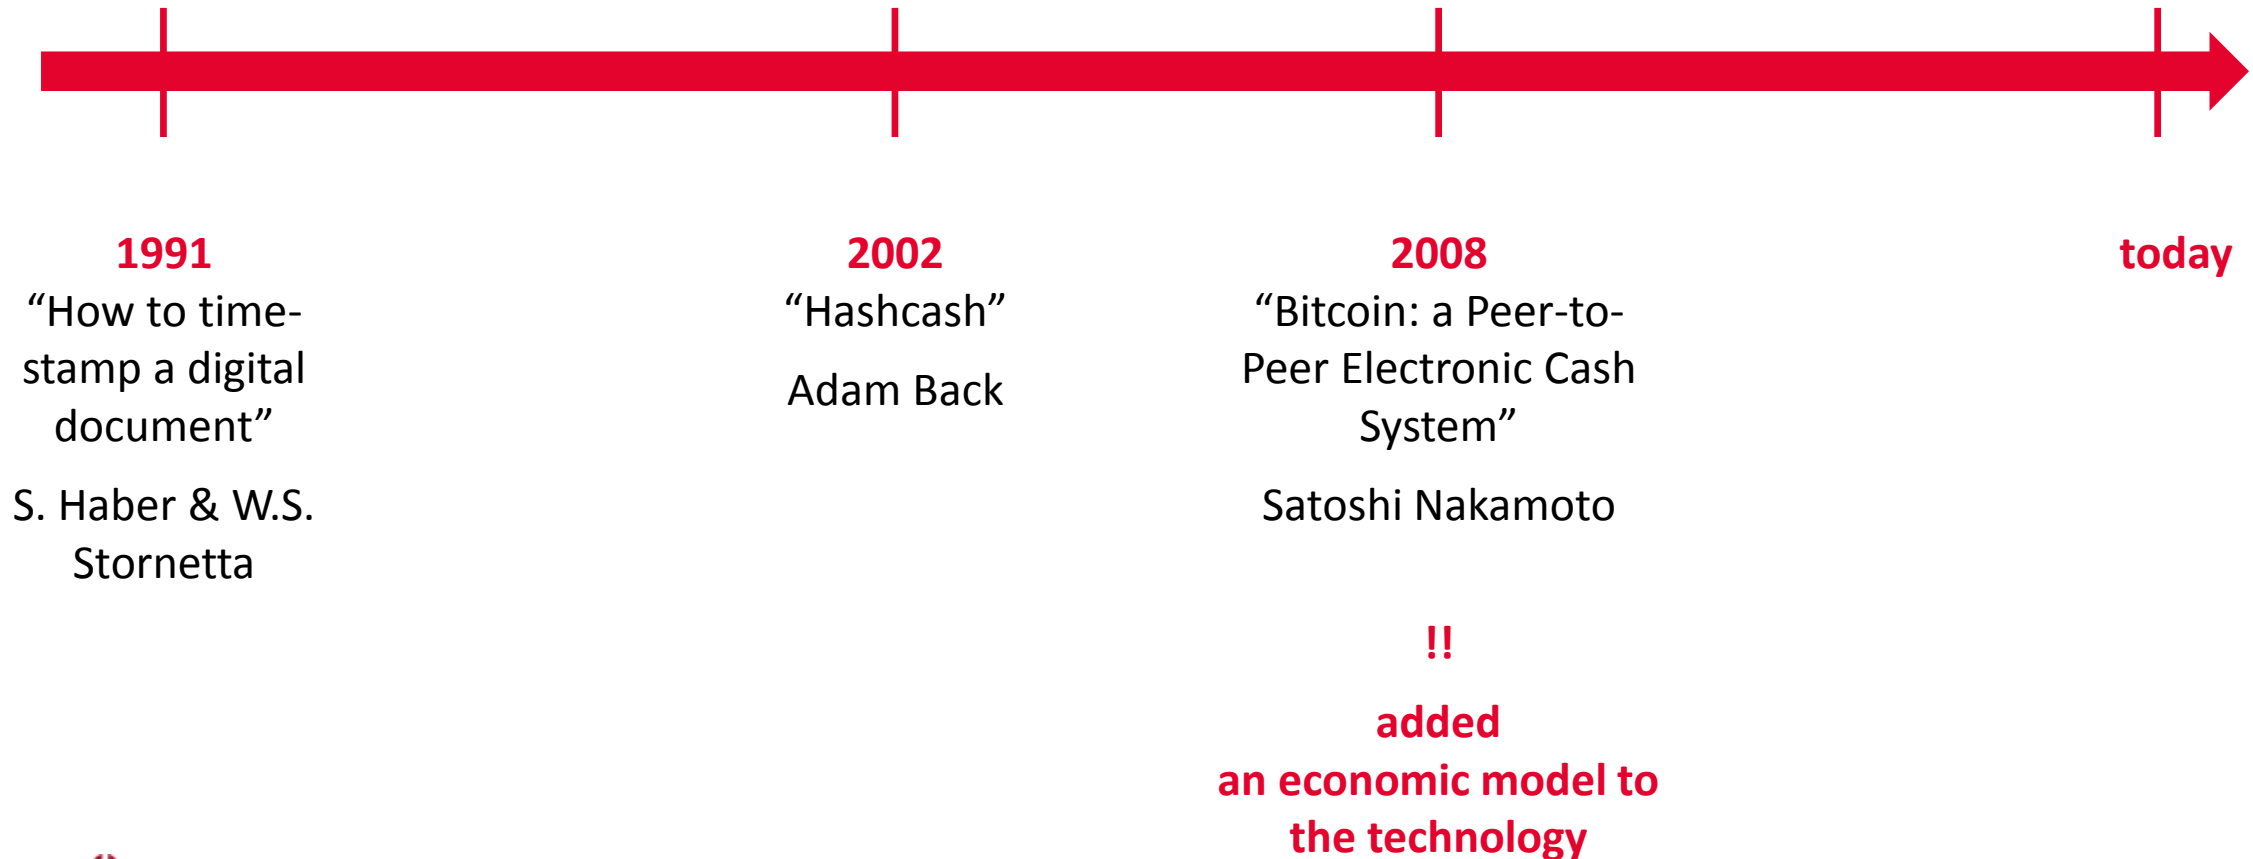 1991
“How to time-
stamp a digital
document”
S. Haber & W.S.
Stornetta
2002
“Hashcash”
Adam Back
2008
“Bitcoin: a Peer-to-
Peer Electronic Cash
System”
Satoshi Nakamoto
!!
added
an economic model to
the technology
today